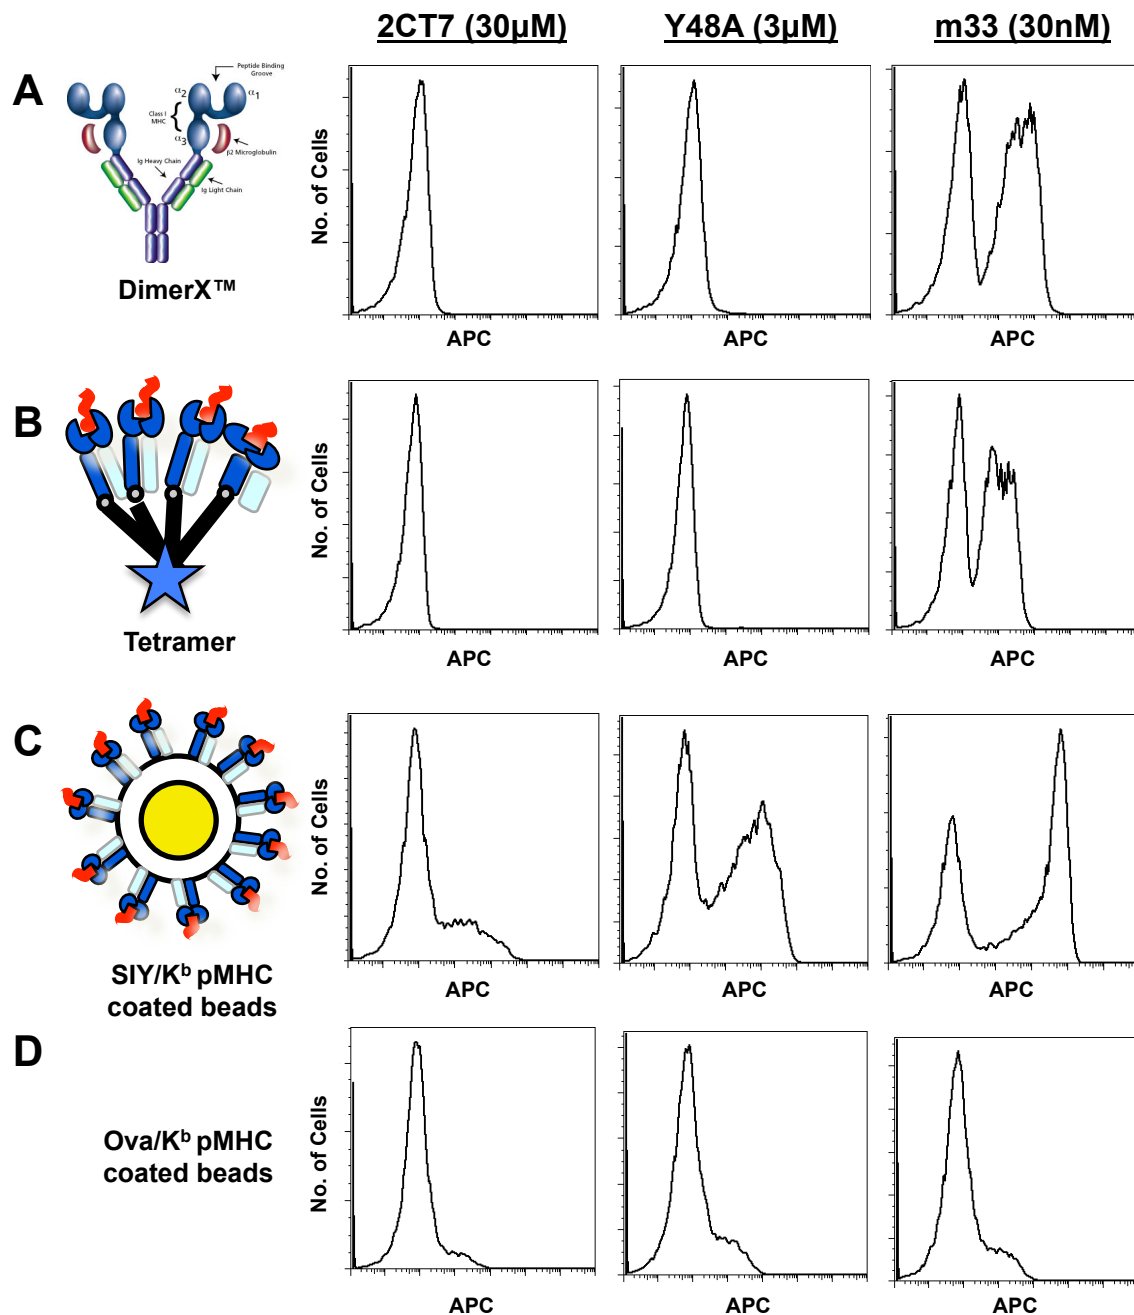 2CT7 (30µM)
Y48A (3µM)
m33 (30nM)
A
Peptide Binding
Groove
α2
α1
Class I
MHC
α3
β2 Microglobulin
Ig Heavy Chain
Ig Light Chain
DimerX™
No. of Cells
APC
APC
APC
B
Tetramer
No. of Cells
APC
APC
APC
C
SIY/Kᵇ pMHC
coated beads
No. of Cells
APC
APC
APC
D
Ova/Kᵇ pMHC
coated beads
No. of Cells
APC
APC
APC